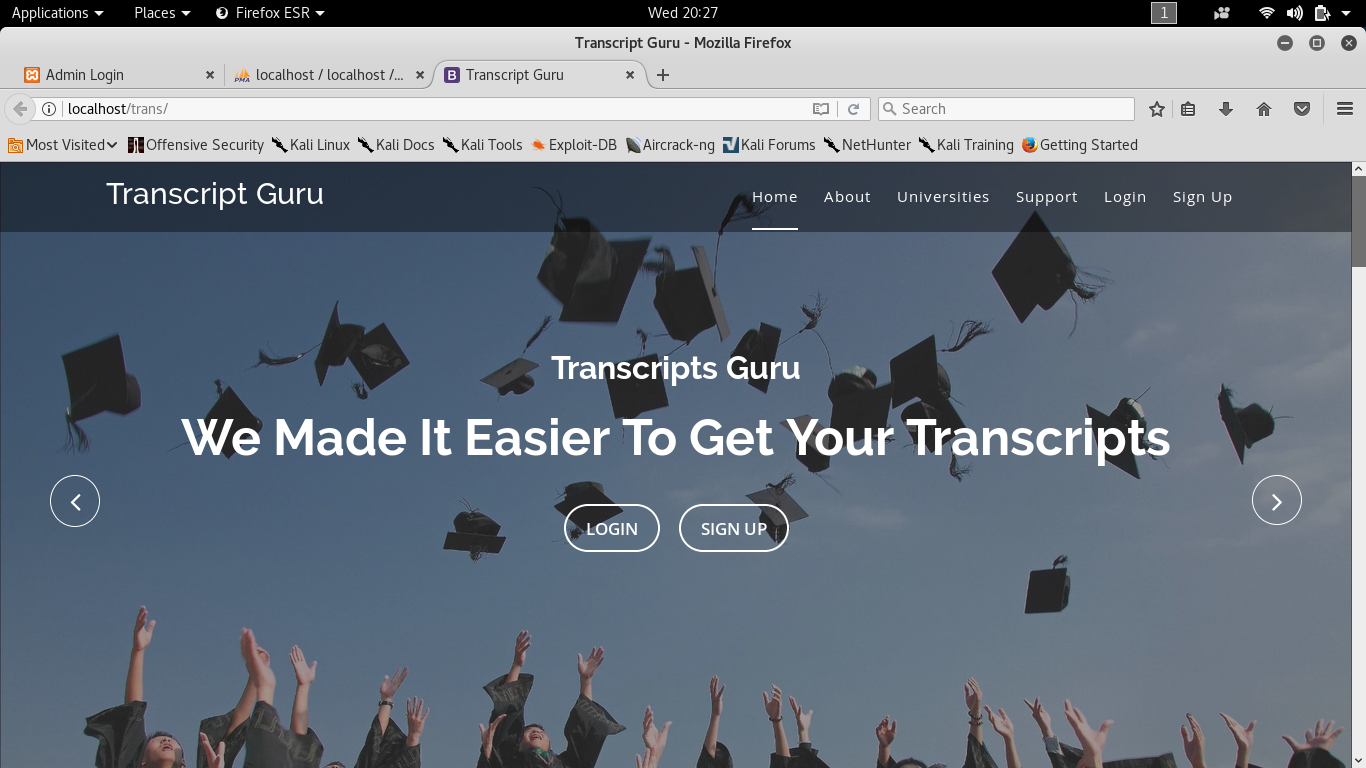 Applications Places Firefox ESR Wed 20:27 1
Transcript Guru - Mozilla Firefox
Admin Login localhost / localhost /... Transcript Guru
localhost/trans/ Search
Most Visited Offensive Security Kali Linux Kali Docs Kali Tools Exploit-DB Aircrack-ng Kali Forums NetHunter Kali Training Getting Started
Transcript Guru Home About Universities Support Login Sign Up
Transcripts Guru
We Made It Easier To Get Your Transcripts
LOGIN SIGN UP